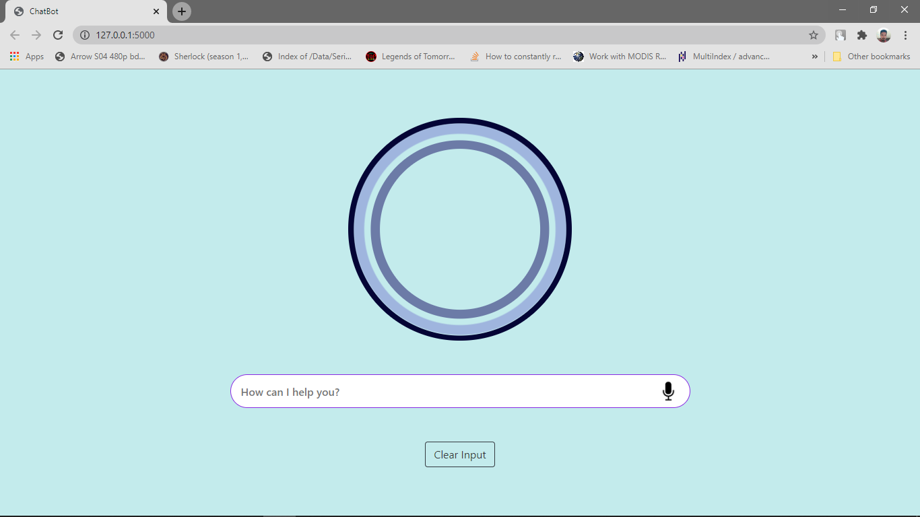 ChatBot
127.0.0.1:5000
Apps Arrow S04 480p bd... Sherlock (season 1,... Index of /Data/Seri... Legends of Tomorr... How to constantly r... Work with MODIS R... MultiIndex / advanc... » Other bookmarks
How can I help you?
Clear Input